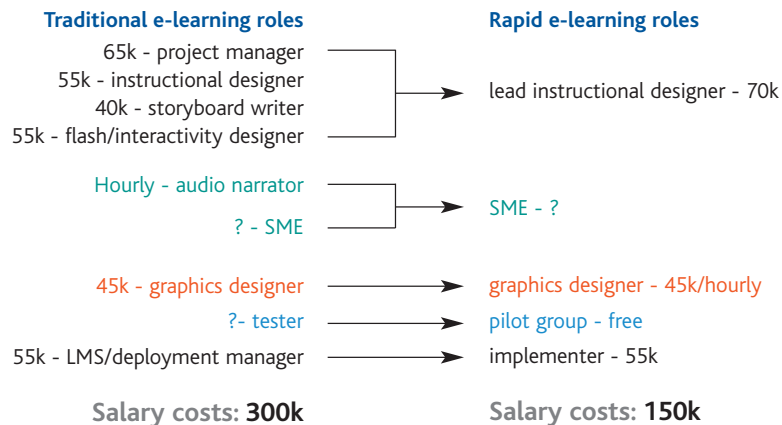 Traditional e-learning roles
65k - project manager
55k - instructional designer
40k - storyboard writer
55k - flash/interactivity designer
Hourly - audio narrator
? - SME
45k - graphics designer
?- tester
55k - LMS/deployment manager
Salary costs: 300k
Rapid e-learning roles
lead instructional designer - 70k
SME - ?
graphics designer - 45k/hourly
pilot group - free
implementer - 55k
Salary costs: 150k